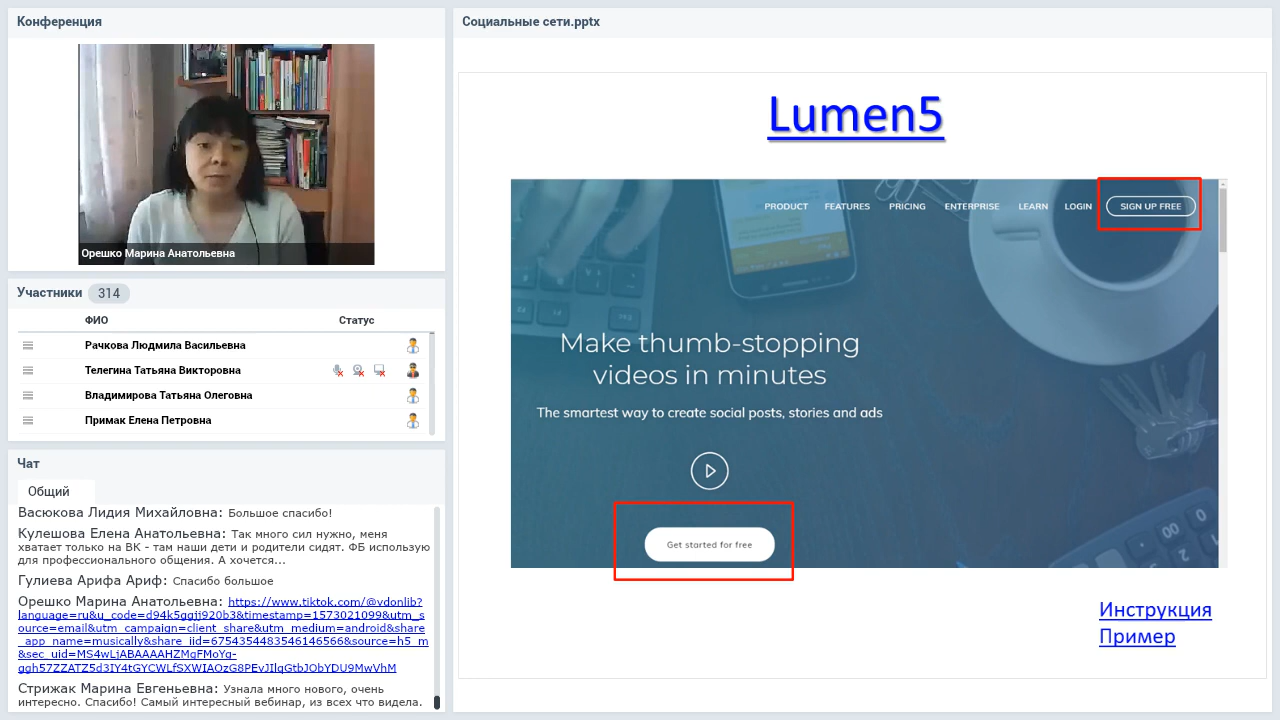 Конференция
Орешко Марина Анатольевна
Участники 314
ФИО Статус
Рачкова Людмила Васильевна
Телегина Татьяна Викторовна
Владимирова Татьяна Олеговна
Примак Елена Петровна
Чат
Общий
Васюкова Лидия Михайловна: Большое спасибо!
Кулешова Елена Анатольевна: Так много сил нужно, меня
хватает только на ВК - там наши дети и родители сидят. ФБ использую
для профессионального общения. А хочется...
Гулиева Арифа Ариф: Спасибо большое
Орешко Марина Анатольевна: https://www.tiktok.com/@vdonlib?
language=ru&u_code=d94k5ggjj920b3&timestamp=1573021099&utm_s
ource=email&utm_campaign=client_share&utm_medium=android&share
_app_name=musically&share_iid=6754354483546146566&source=h5_m
&sec_uid=MS4wLjABAAAAHZMgFMoYg-
ggh57ZZATZ5d3IY4tGYCWLfSXWIAOzG8PEvJIlqGtbJObYDU9MwVhM
Стрижак Марина Евгеньевна: Узнала много нового, очень
интересно. Спасибо! Самый интересный вебинар, из всех что видела.
Социальные сети.pptx
Lumen5
PRODUCT FEATURES PRICING ENTERPRISE LEARN LOGIN SIGN UP FREE
Make thumb-stopping
videos in minutes
The smartest way to create social posts, stories and ads
Get started for free
Инструкция
Пример